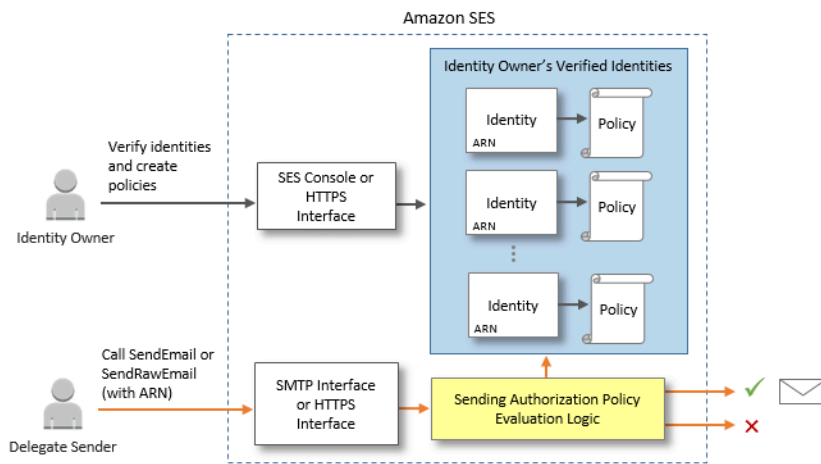 Amazon SES
Identity Owner's Verified Identities
Identity
ARN
Policy
Verify identities
and create
policies
SES Console or
HTTPS
Interface
Identity
ARN
Policy
Identity Owner
Identity
ARN
Policy
Call SendEmail or
SendRawEmail
(with ARN)
SMTP Interface
or HTTPS
Interface
Sending Authorization Policy
Evaluation Logic
Delegate Sender